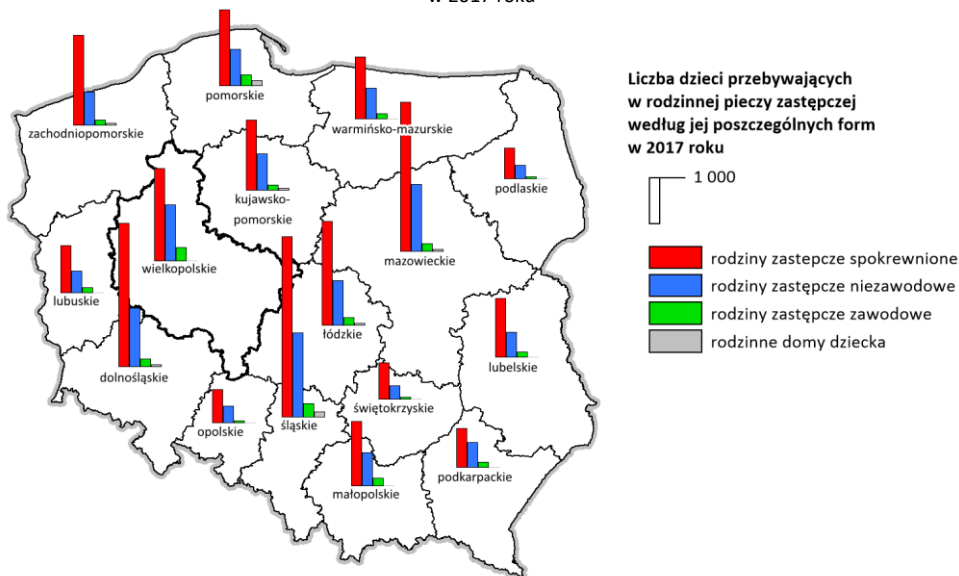 w 2017 roku
pomorskie
zachodniopomorskie
warmińsko-mazurskie
podlaskie
kujawsko-
pomorskie
wielkopolskie
mazowieckie
lubuskie
łódzkie
dolnośląskie
lubelskie
świętokrzyskie
opolskie
śląskie
podkarpackie
małopolskie
Liczba dzieci przebywających
w rodzinnej pieczy zastępczej
według jej poszczególnych form
w 2017 roku
1 000
rodziny zastepcze spokrewnione
rodziny zastępcze niezawodowe
rodziny zastępcze zawodowe
rodzinne domy dziecka